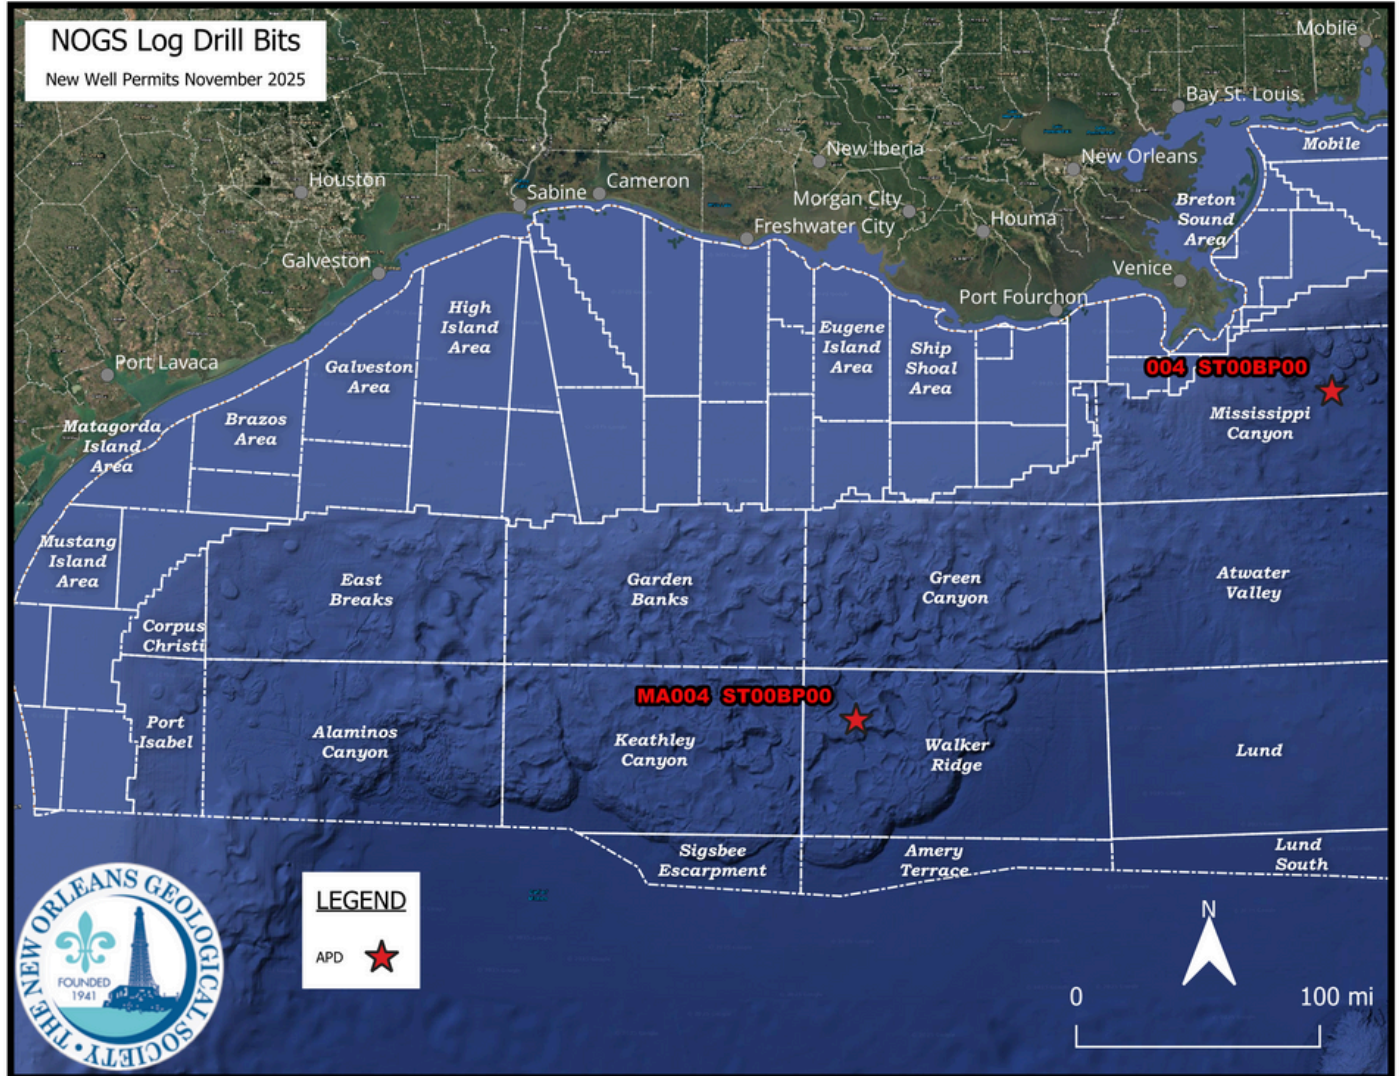 NOGS Log Drill Bits
New Well Permits November 2025
Mobile
Bay St. Louis
Mobile
New Iberia
New Orleans
Houston
Sabine
Cameron
Morgan City
Breton
Sound
Area
Houma
Freshwater City
Galveston
Venice
Port Fourchon
High
Island
Area
Eugene
Island
Area
Ship
Shoal
Area
Port Lavaca
Galveston
Area
004 ST00BP00
Mississippi
Canyon
Matagorda
Island
Area
Brazos
Area
Mustang
Island
Area
East
Breaks
Garden
Banks
Green
Canyon
Atwater
Valley
Corpus
Christi
MA004 ST00BP00
Port
Isabel
Alaminos
Canyon
Keathley
Canyon
Walker
Ridge
Lund
Sigsbee
Escarpment
Amery
Terrace
Lund
South
THE NEW ORLEANS GEOLOGICAL SOCIETY
FOUNDED
1941
LEGEND
APD
N
0 100 mi